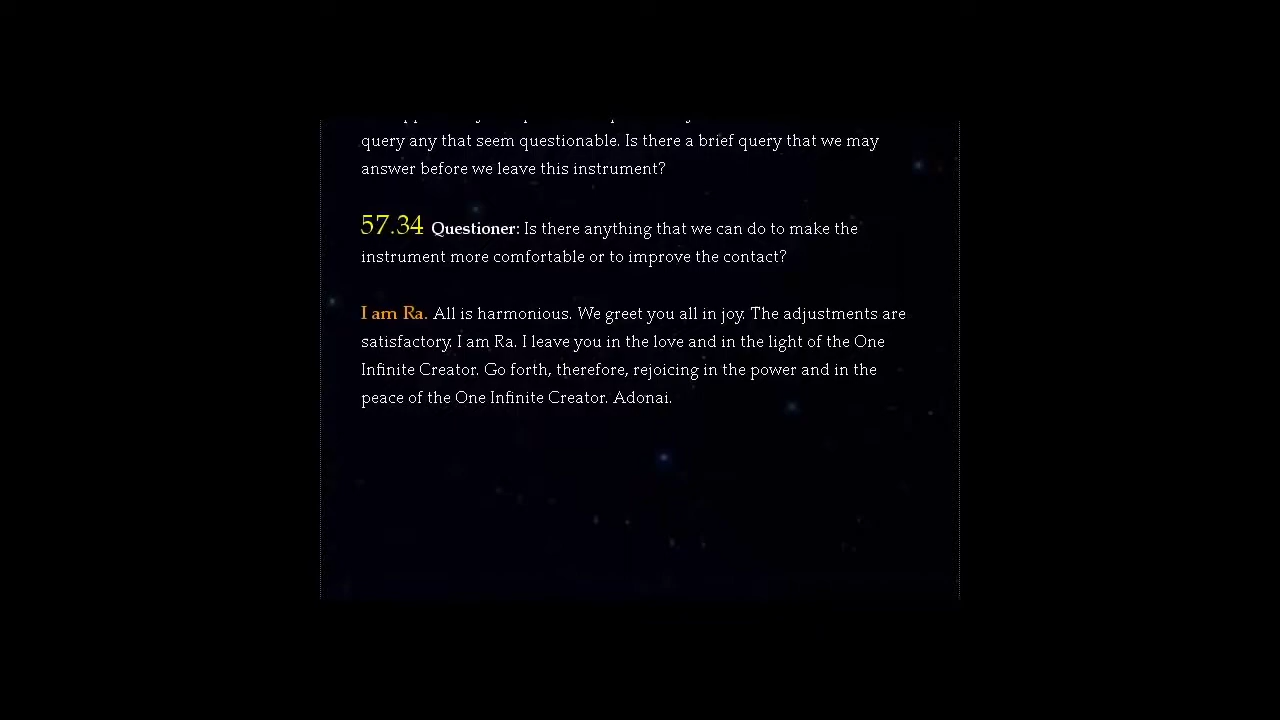 query any that seem questionable. Is there a brief query that we may
answer before we leave this instrument?
57.34 Questioner: Is there anything that we can do to make the
instrument more comfortable or to improve the contact?
I am Ra. All is harmonious. We greet you all in joy. The adjustments are
satisfactory. I am Ra. I leave you in the love and in the light of the One
Infinite Creator. Go forth, therefore, rejoicing in the power and in the
peace of the One Infinite Creator. Adonai.